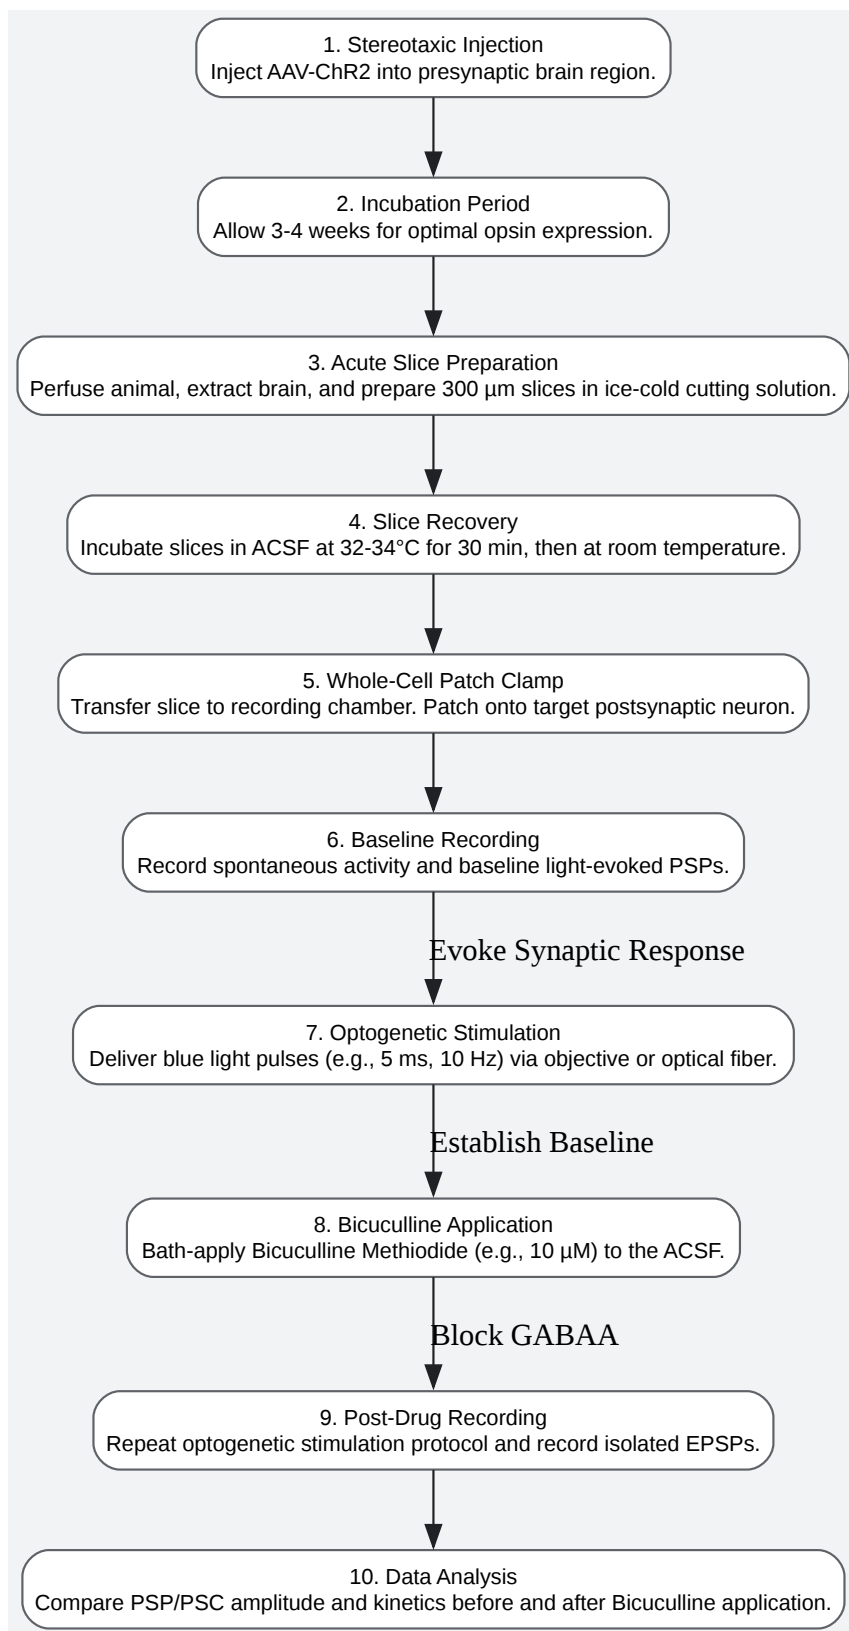 1. Stereotaxic Injection
Inject AAV-ChR2 into presynaptic brain region.
2. Incubation Period
Allow 3-4 weeks for optimal opsin expression.
3. Acute Slice Preparation
Perfuse animal, extract brain, and prepare 300 µm slices in ice-cold cutting solution.
4. Slice Recovery
Incubate slices in ACSF at 32-34°C for 30 min, then at room temperature.
5. Whole-Cell Patch Clamp
Transfer slice to recording chamber. Patch onto target postsynaptic neuron.
6. Baseline Recording
Record spontaneous activity and baseline light-evoked PSPs.
Evoke Synaptic Response
7. Optogenetic Stimulation
Deliver blue light pulses (e.g., 5 ms, 10 Hz) via objective or optical fiber.
Establish Baseline
8. Bicuculline Application
Bath-apply Bicuculline Methiodide (e.g., 10 µM) to the ACSF.
Block GABAA
9. Post-Drug Recording
Repeat optogenetic stimulation protocol and record isolated EPSPs.
10. Data Analysis
Compare PSP/PSC amplitude and kinetics before and after Bicuculline application.